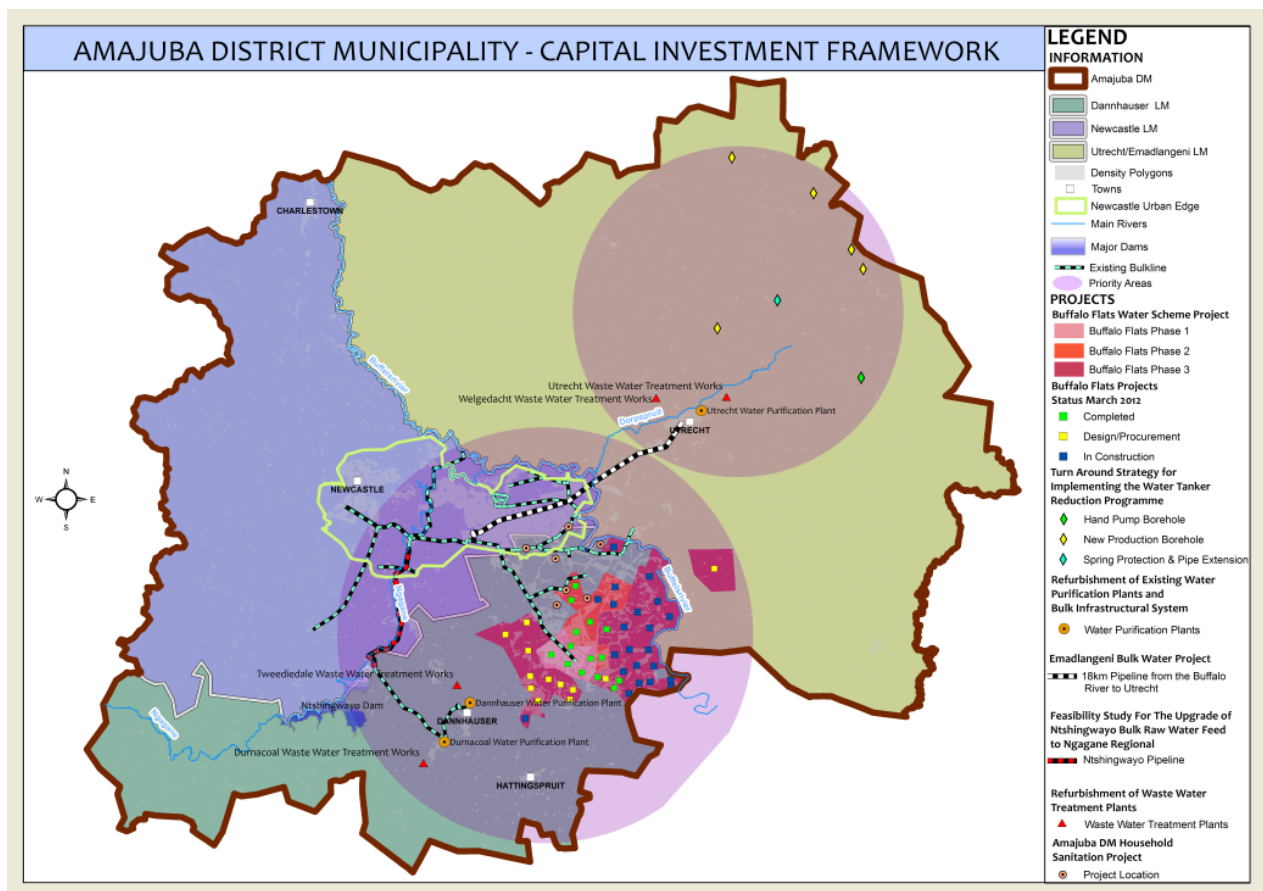 AMAJUBA DISTRICT MUNICIPALITY - CAPITAL INVESTMENT FRAMEWORK
CHARLESTOWN
Buffelsrivier
Utrecht Waste Water Treatment Works
Welgedacht Waste Water Treatment Works
Utrecht Water Purification Plant
Dorpspruit
UTRECHT
NEWCASTLE
N
W
E
S
Buffelsrivier
Ngagane
Tweediedale Waste Water Treatment Works
Dannhauser Water Purification Plant
Ntshingwayo Dam
DANNHAUSER
Ngagane
Durnacoal Water Purification Plant
Durnacoal Waste Water Treatment Works
HATTINGSPRUIT
LEGEND
INFORMATION
Amajuba DM
Dannhauser LM
Newcastle LM
Utrecht/Emadlangeni LM
Density Polygons
Towns
Newcastle Urban Edge
Main Rivers
Major Dams
Existing Bulkline
Priority Areas
PROJECTS
Buffalo Flats Water Scheme Project
Buffalo Flats Phase 1
Buffalo Flats Phase 2
Buffalo Flats Phase 3
Buffalo Flats Projects
Status March 2012
Completed
Design/Procurement
In Construction
Turn Around Strategy for
Implementing the Water Tanker
Reduction Programme
Hand Pump Borehole
New Production Borehole
Spring Protection & Pipe Extension
Refurbishment of Existing Water
Purification Plants and
Bulk Infrastructural System
Water Purification Plants
Emadlangeni Bulk Water Project
18km Pipeline from the Buffalo
River to Utrecht
Feasibility Study For The Upgrade of
Ntshingwayo Bulk Raw Water Feed
to Ngagane Regional
Ntshingwayo Pipeline
Refurbishment of Waste Water
Treatment Plants
Waste Water Treatment Plants
Amajuba DM Household
Sanitation Project
Project Location